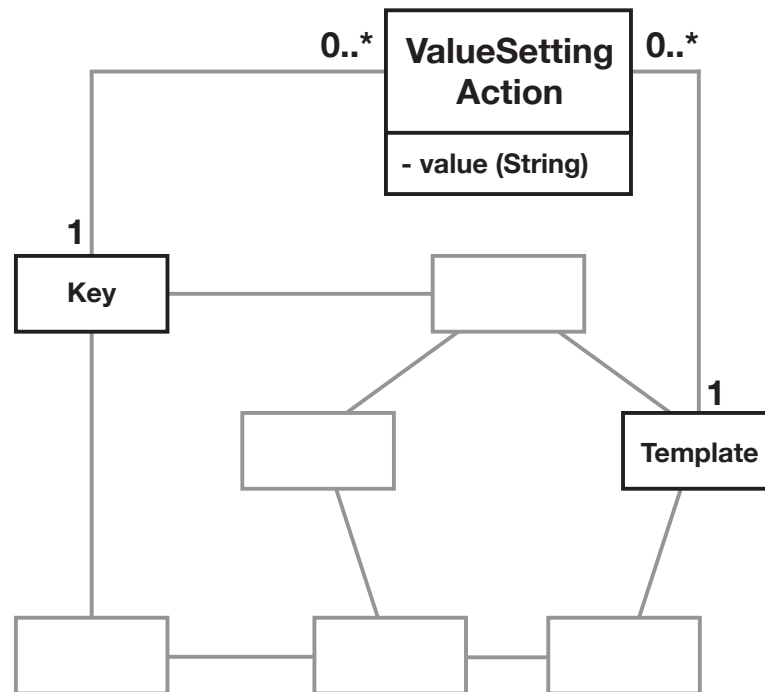 0..*
ValueSetting
Action
0..*
- value (String)
1
Key
1
Template